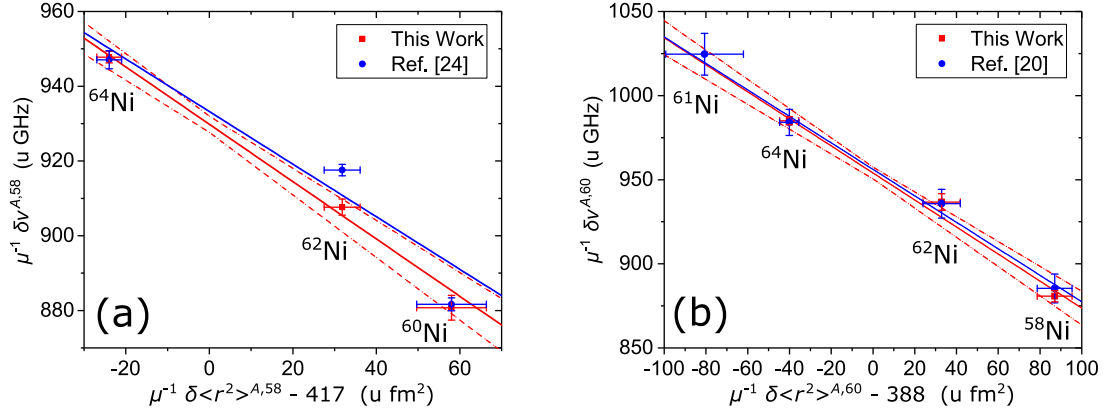 960
940
920
900
880
μ⁻¹ δν^A,58 (u GHz)
This Work
Ref. [24]
⁶⁴Ni
⁶²Ni
⁶⁰Ni
(a)
-20 0 20 40 60
μ⁻¹ δ<r²>^A,58 - 417 (u fm²)
1050
1000
950
900
850
μ⁻¹ δν^A,60 (u GHz)
This Work
Ref. [20]
⁶¹Ni
⁶⁴Ni
⁶²Ni
⁵⁸Ni
(b)
-100 -80 -60 -40 -20 0 20 40 60 80 100
μ⁻¹ δ<r²>^A,60 - 388 (u fm²)